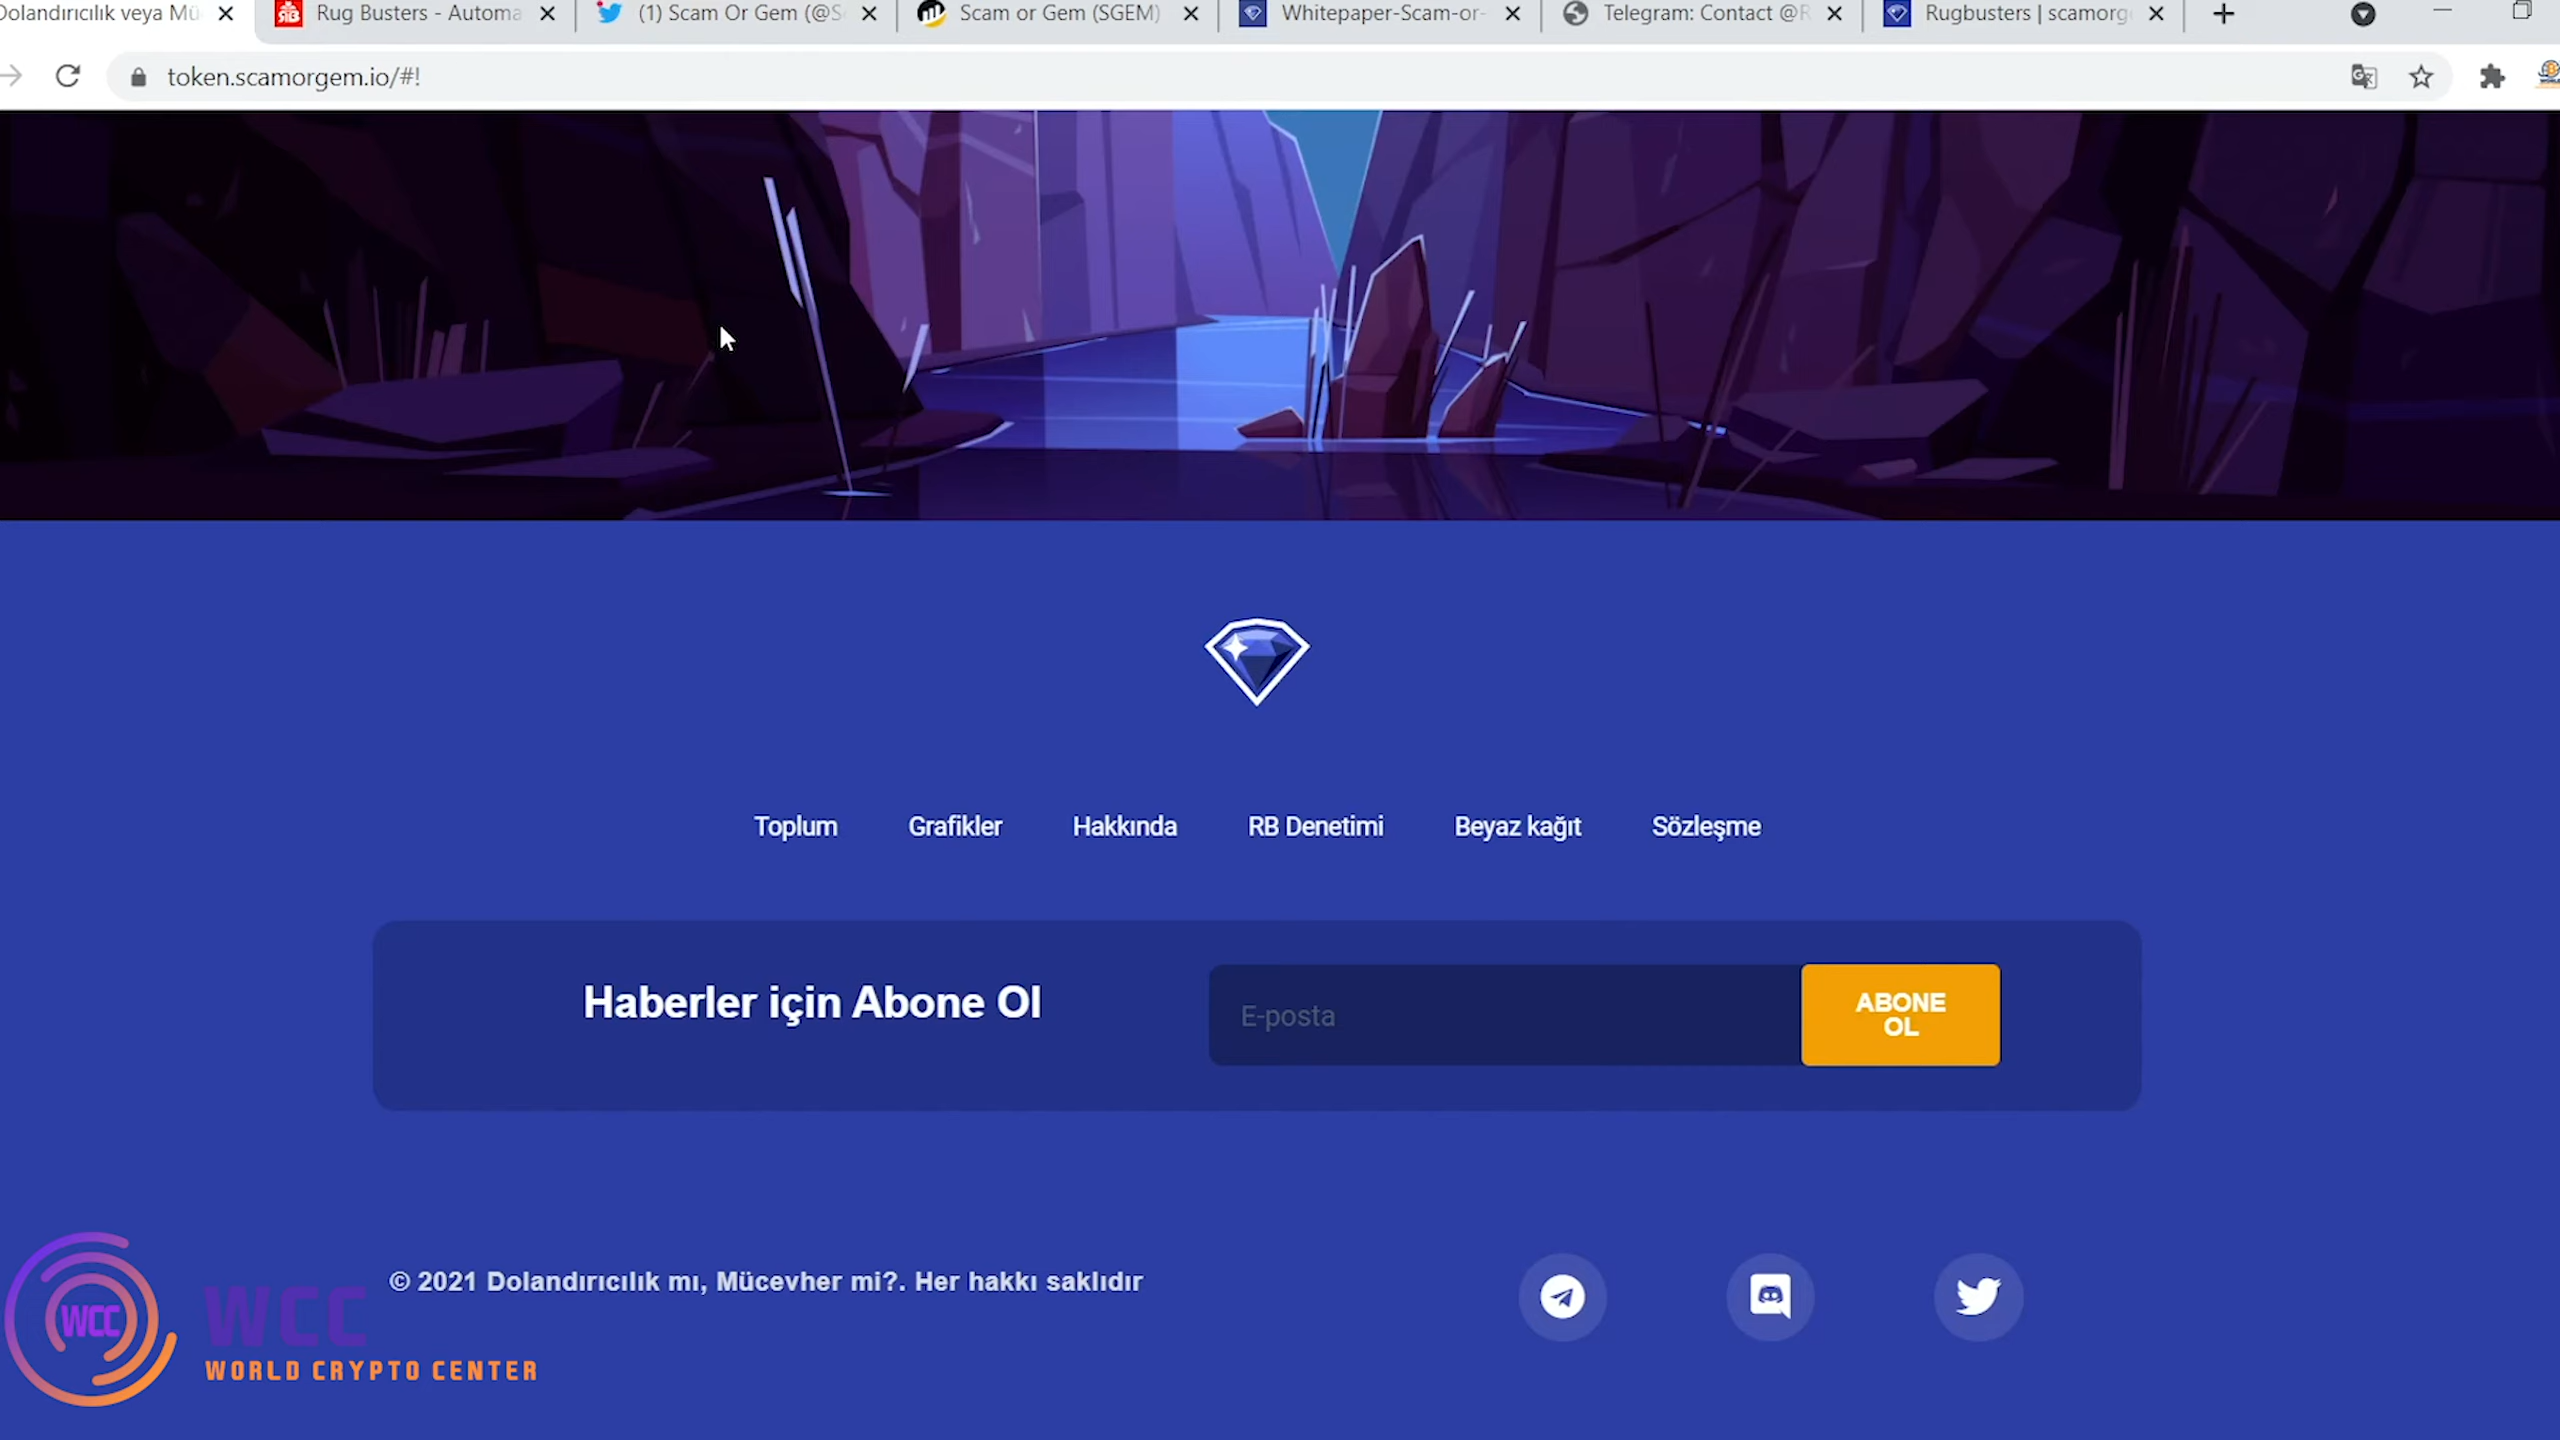 Dolandırıcılık veya Mü
Rug Busters - Automa
(1) Scam Or Gem (@S
Scam or Gem (SGEM)
Whitepaper-Scam-or-
Telegram: Contact @R
Rugbusters | scamorg
token.scamorgem.io/#!
Toplum
Grafikler
Hakkında
RB Denetimi
Beyaz kağıt
Sözleşme
Haberler için Abone Ol
E-posta
ABONE
OL
© 2021 Dolandırıcılık mı, Mücevher mi?. Her hakkı saklıdır
WCC
WCC
WORLD CRYPTO CENTER